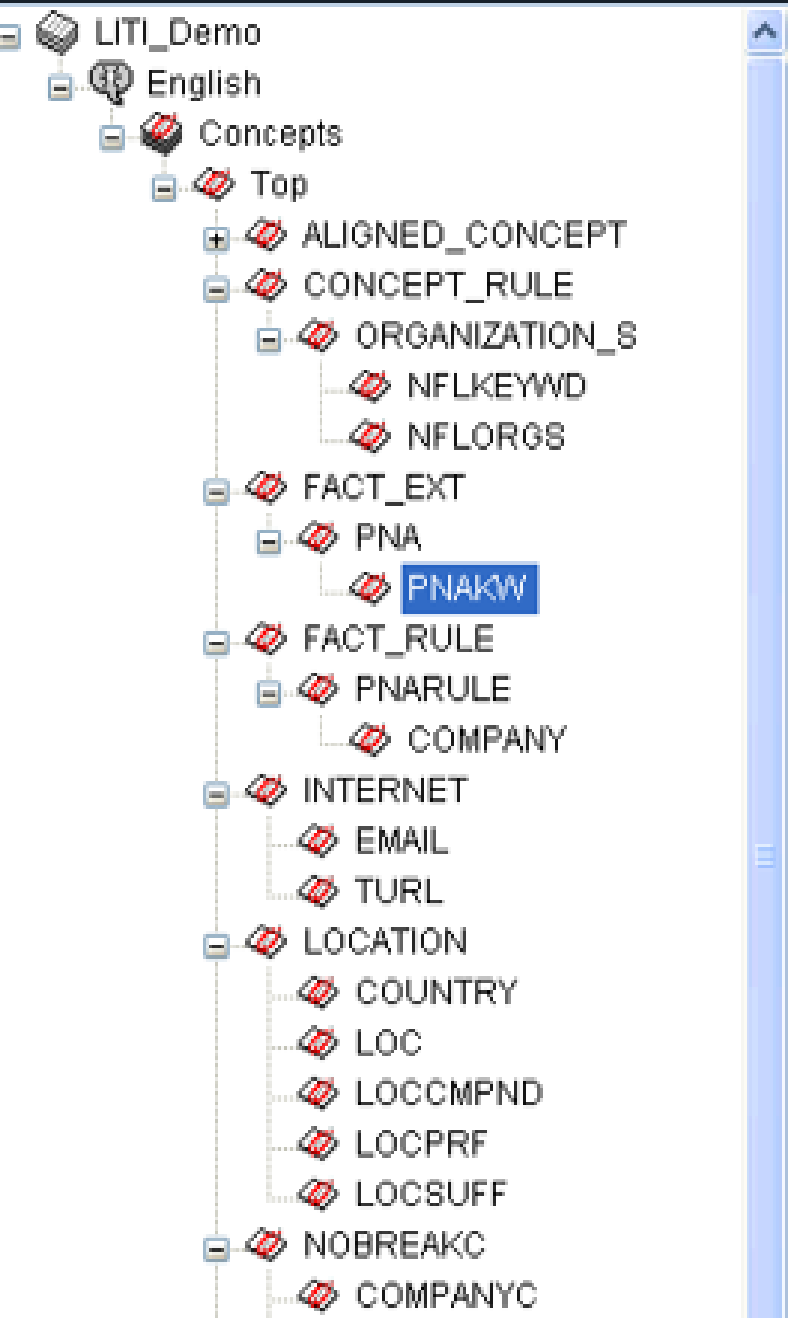 LITI_Demo
English
Concepts
Top
ALIGNED_CONCEPT
CONCEPT_RULE
ORGANIZATION_S
NFLKEYWD
NFLORGS
FACT_EXT
PNA
PNAKW
FACT_RULE
PNARULE
COMPANY
INTERNET
EMAIL
TURL
LOCATION
COUNTRY
LOC
LOCCMPND
LOCPRF
LOCSUFF
NOBREAKC
COMPANYC